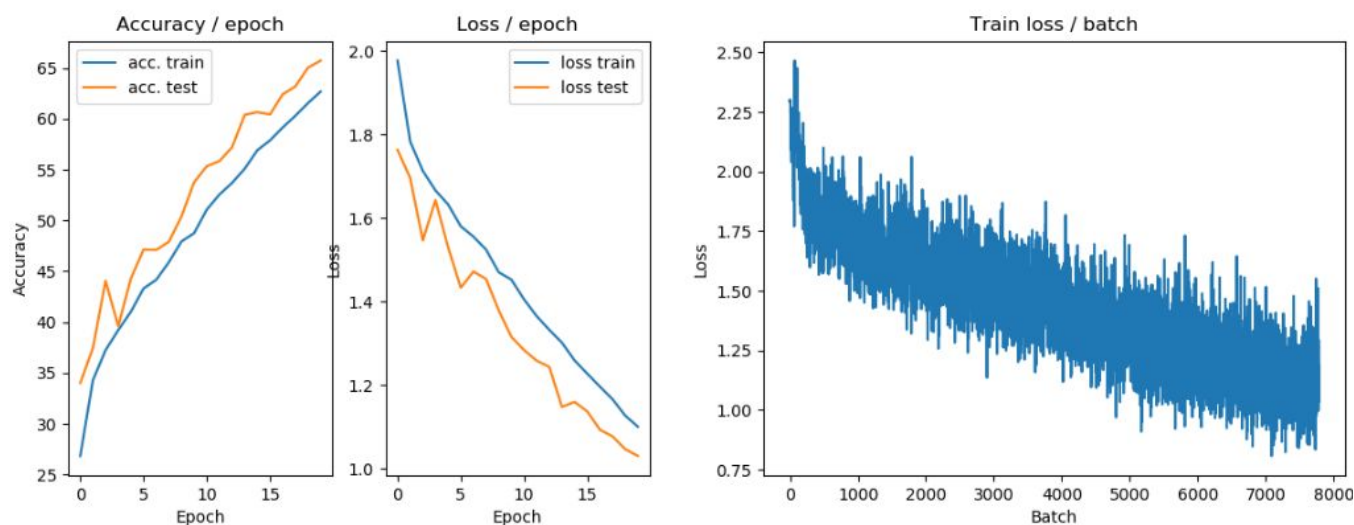 Accuracy / epoch
Accuracy
65
60
55
50
45
40
35
30
25
acc. train
acc. test
0 5 10 15
Epoch
Loss / epoch
Loss
2.0
1.8
1.6
1.4
1.2
1.0
loss train
loss test
0 5 10 15
Epoch
Train loss / batch
Loss
2.50
2.25
2.00
1.75
1.50
1.25
1.00
0.75
0 1000 2000 3000 4000 5000 6000 7000 8000
Batch